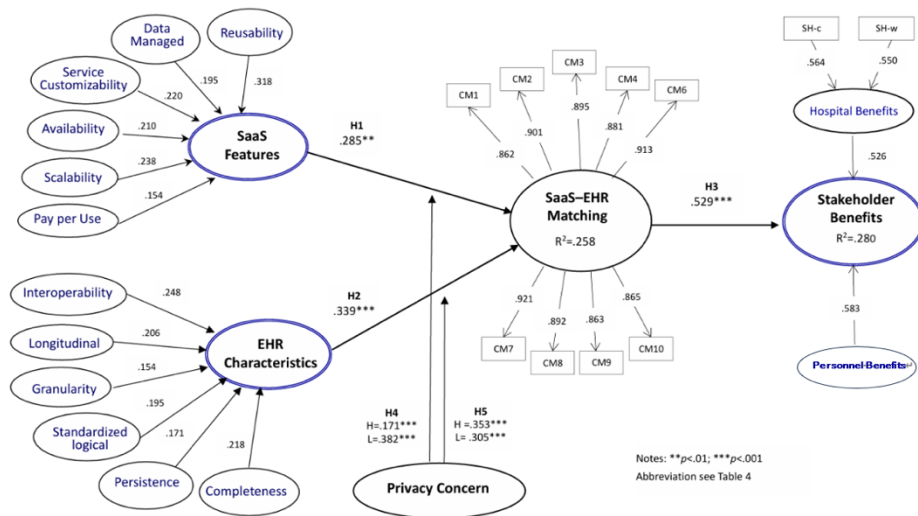 Data
Managed
Reusability
Service
Customizability
Availability
Scalability
Pay per Use
.195
.318
.220
.210
.238
.154
SaaS
Features
H1
.285**
CM1
CM2
CM3
CM4
CM6
.862
.901
.895
.881
.913
SaaS–EHR
Matching
R²=.258
H3
.529***
SH-c
SH-w
.564
.550
Hospital Benefits
.526
Stakeholder
Benefits
R²=.280
.583
Personnel Benefits↵
Interoperability
Longitudinal
Granularity
Standardized
logical
Persistence
Completeness
.248
.206
.154
.195
.171
.218
EHR
Characteristics
H2
.339***
.921
.892
.863
.865
CM7
CM8
CM9
CM10
H4
H=.171***
L=.382***
H5
H =.353***
L= .305***
Privacy Concern
Notes: **p<.01; ***p<.001
Abbreviation see Table 4